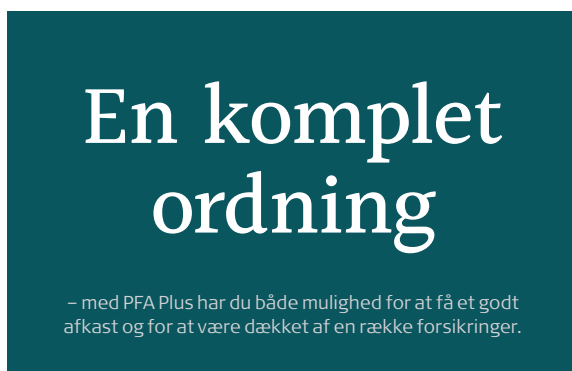 En komplet
ordning
– med PFA Plus har du både mulighed for at få et godt
afkast og for at være dækket af en række forsikringer.